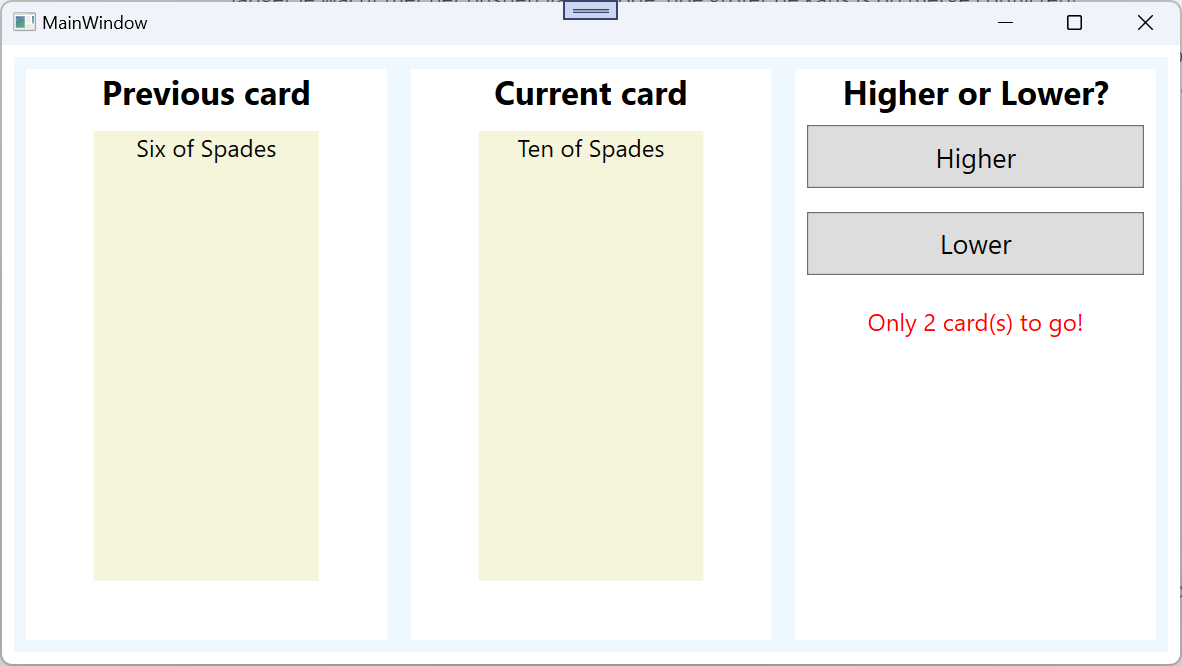 MainWindow
Previous card
Six of Spades
Current card
Ten of Spades
Higher or Lower?
Higher
Lower
Only 2 card(s) to go!